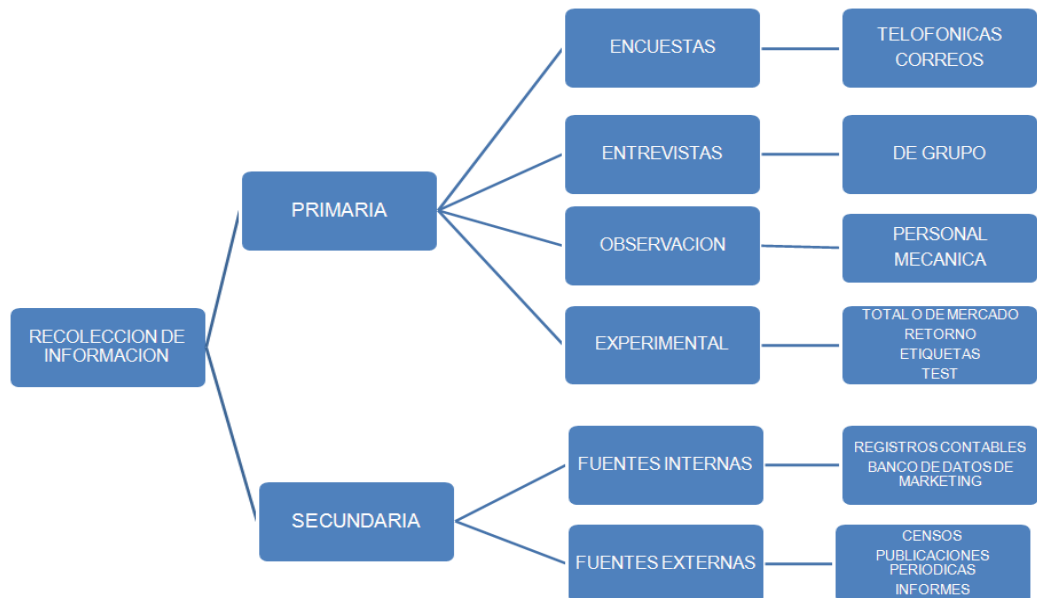 RECOLECCION DE
INFORMACION
PRIMARIA
ENCUESTAS
TELOFONICAS
CORREOS
ENTREVISTAS
DE GRUPO
OBSERVACION
PERSONAL
MECANICA
EXPERIMENTAL
TOTAL O DE MERCADO
RETORNO
ETIQUETAS
TEST
SECUNDARIA
FUENTES INTERNAS
REGISTROS CONTABLES
BANCO DE DATOS DE
MARKETING
FUENTES EXTERNAS
CENSOS
PUBLICACIONES
PERIODICAS
INFORMES